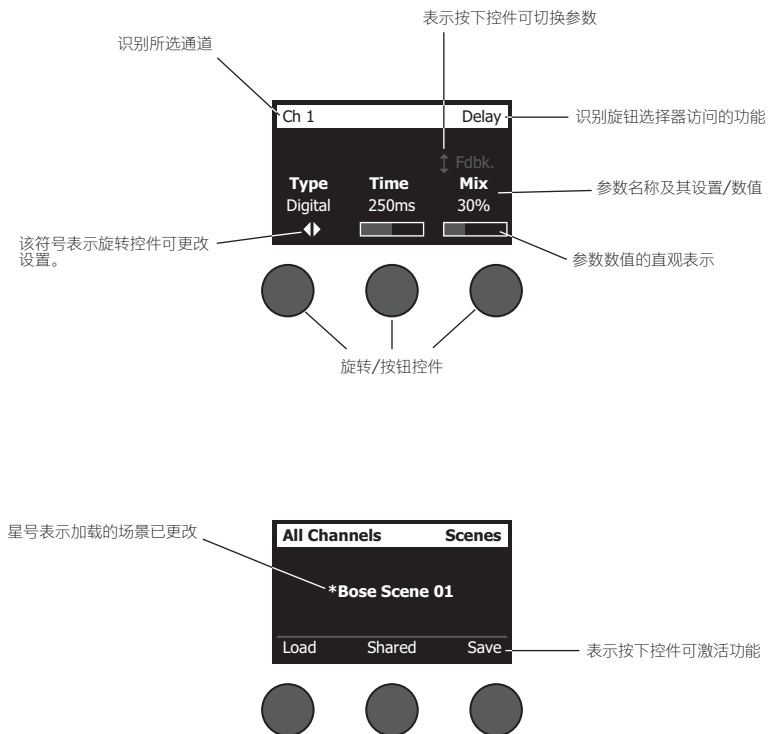 表示按下控件可切换参数
识别所选通道
Ch 1 Delay
识别旋钮选择器访问的功能
Fdbk.
Type Time Mix
参数名称及其设置/数值
Digital 250ms 30%
该符号表示旋转控件可更改
设置。
参数数值的直观表示
旋转/按钮控件
星号表示加载的场景已更改
All Channels Scenes
*Bose Scene 01
Load Shared Save
表示按下控件可激活功能